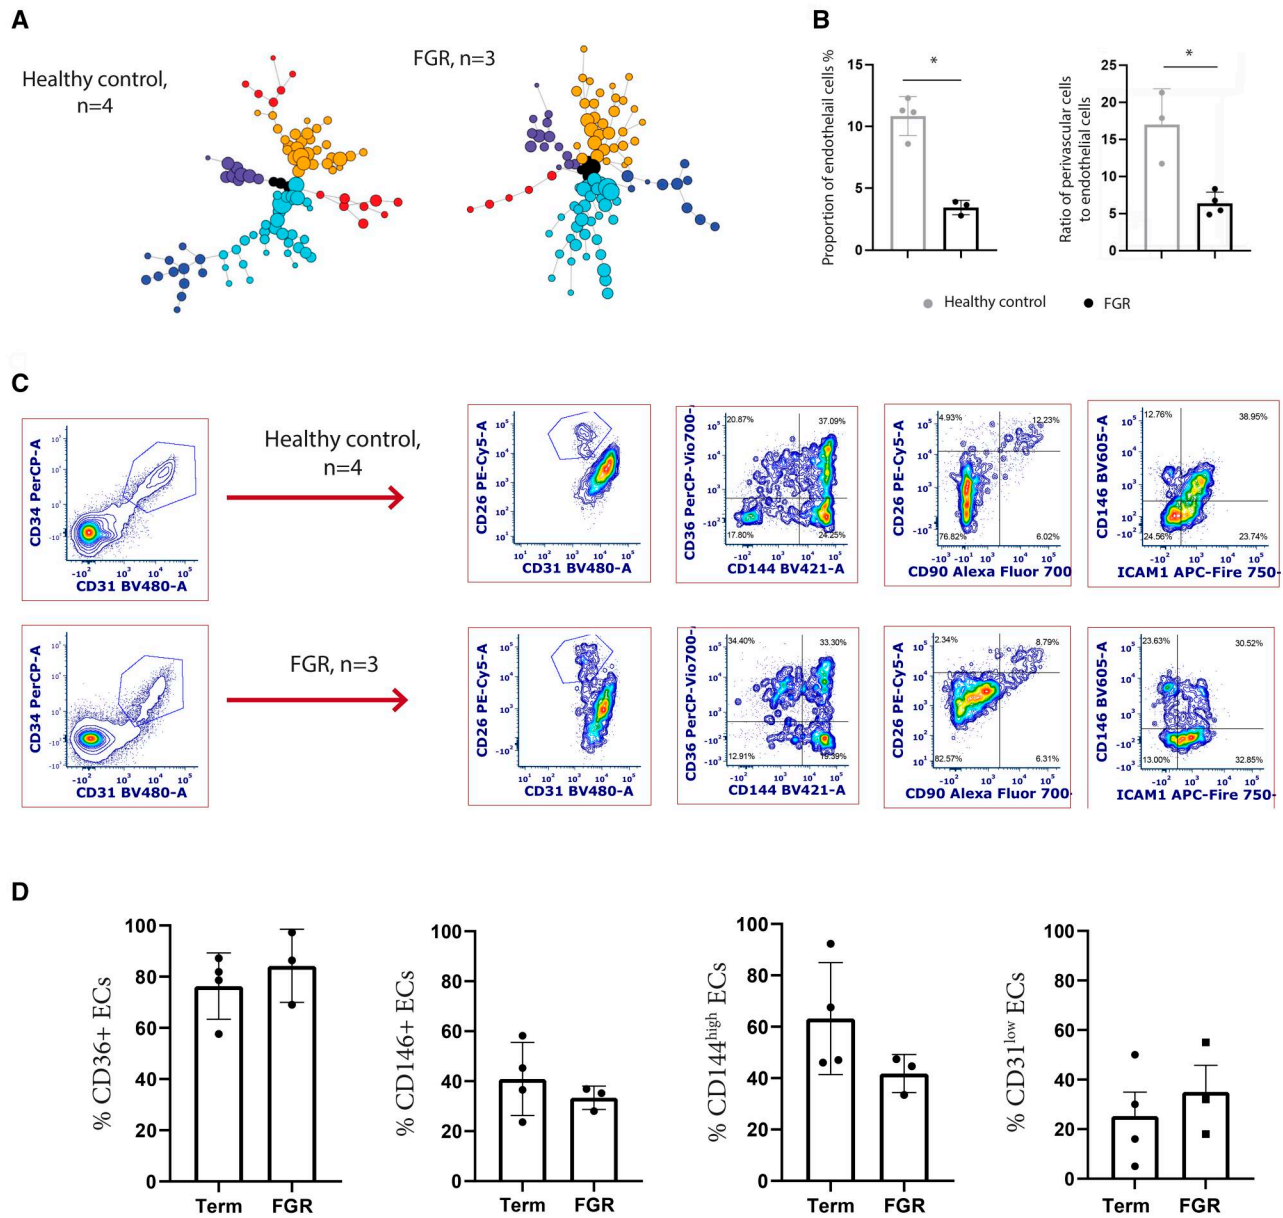 A
Healthy control,
n=4
FGR, n=3
B
Proportion of endothelail cells %
15
10
5
0
*
Ratio of perivascular cells
to endothelial cells
25
20
15
10
5
0
*
Healthy control
FGR
C
CD34 PerCP-A
CD31 BV480-A
Healthy control,
n=4
CD26 PE-Cy5-A
CD31 BV480-A
CD36 PerCP-Vio700-
20.87%
37.09%
17.80%
24.25%
CD144 BV421-A
CD26 PE-Cy5-A
4.93%
12.23%
76.82%
6.02%
CD90 Alexa Fluor 700
CD146 BV605-A
12.76%
38.95%
24.56%
23.74%
ICAM1 APC-Fire 750-
CD34 PerCP-A
CD31 BV480-A
FGR, n=3
CD26 PE-Cy5-A
CD31 BV480-A
CD36 PerCP-Vio700-
34.40%
33.30%
12.91%
19.39%
CD144 BV421-A
CD26 PE-Cy5-A
2.34%
8.79%
82.57%
6.31%
CD90 Alexa Fluor 700-
CD146 BV605-A
23.63%
30.52%
13.00%
32.85%
ICAM1 APC-Fire 750-
D
% CD36+ ECs
100
80
60
40
20
0
Term FGR
% CD146+ ECs
100
80
60
40
20
0
Term FGR
% CD144high ECs
100
80
60
40
20
0
Term FGR
% CD31low ECs
100
80
60
40
20
0
Term FGR